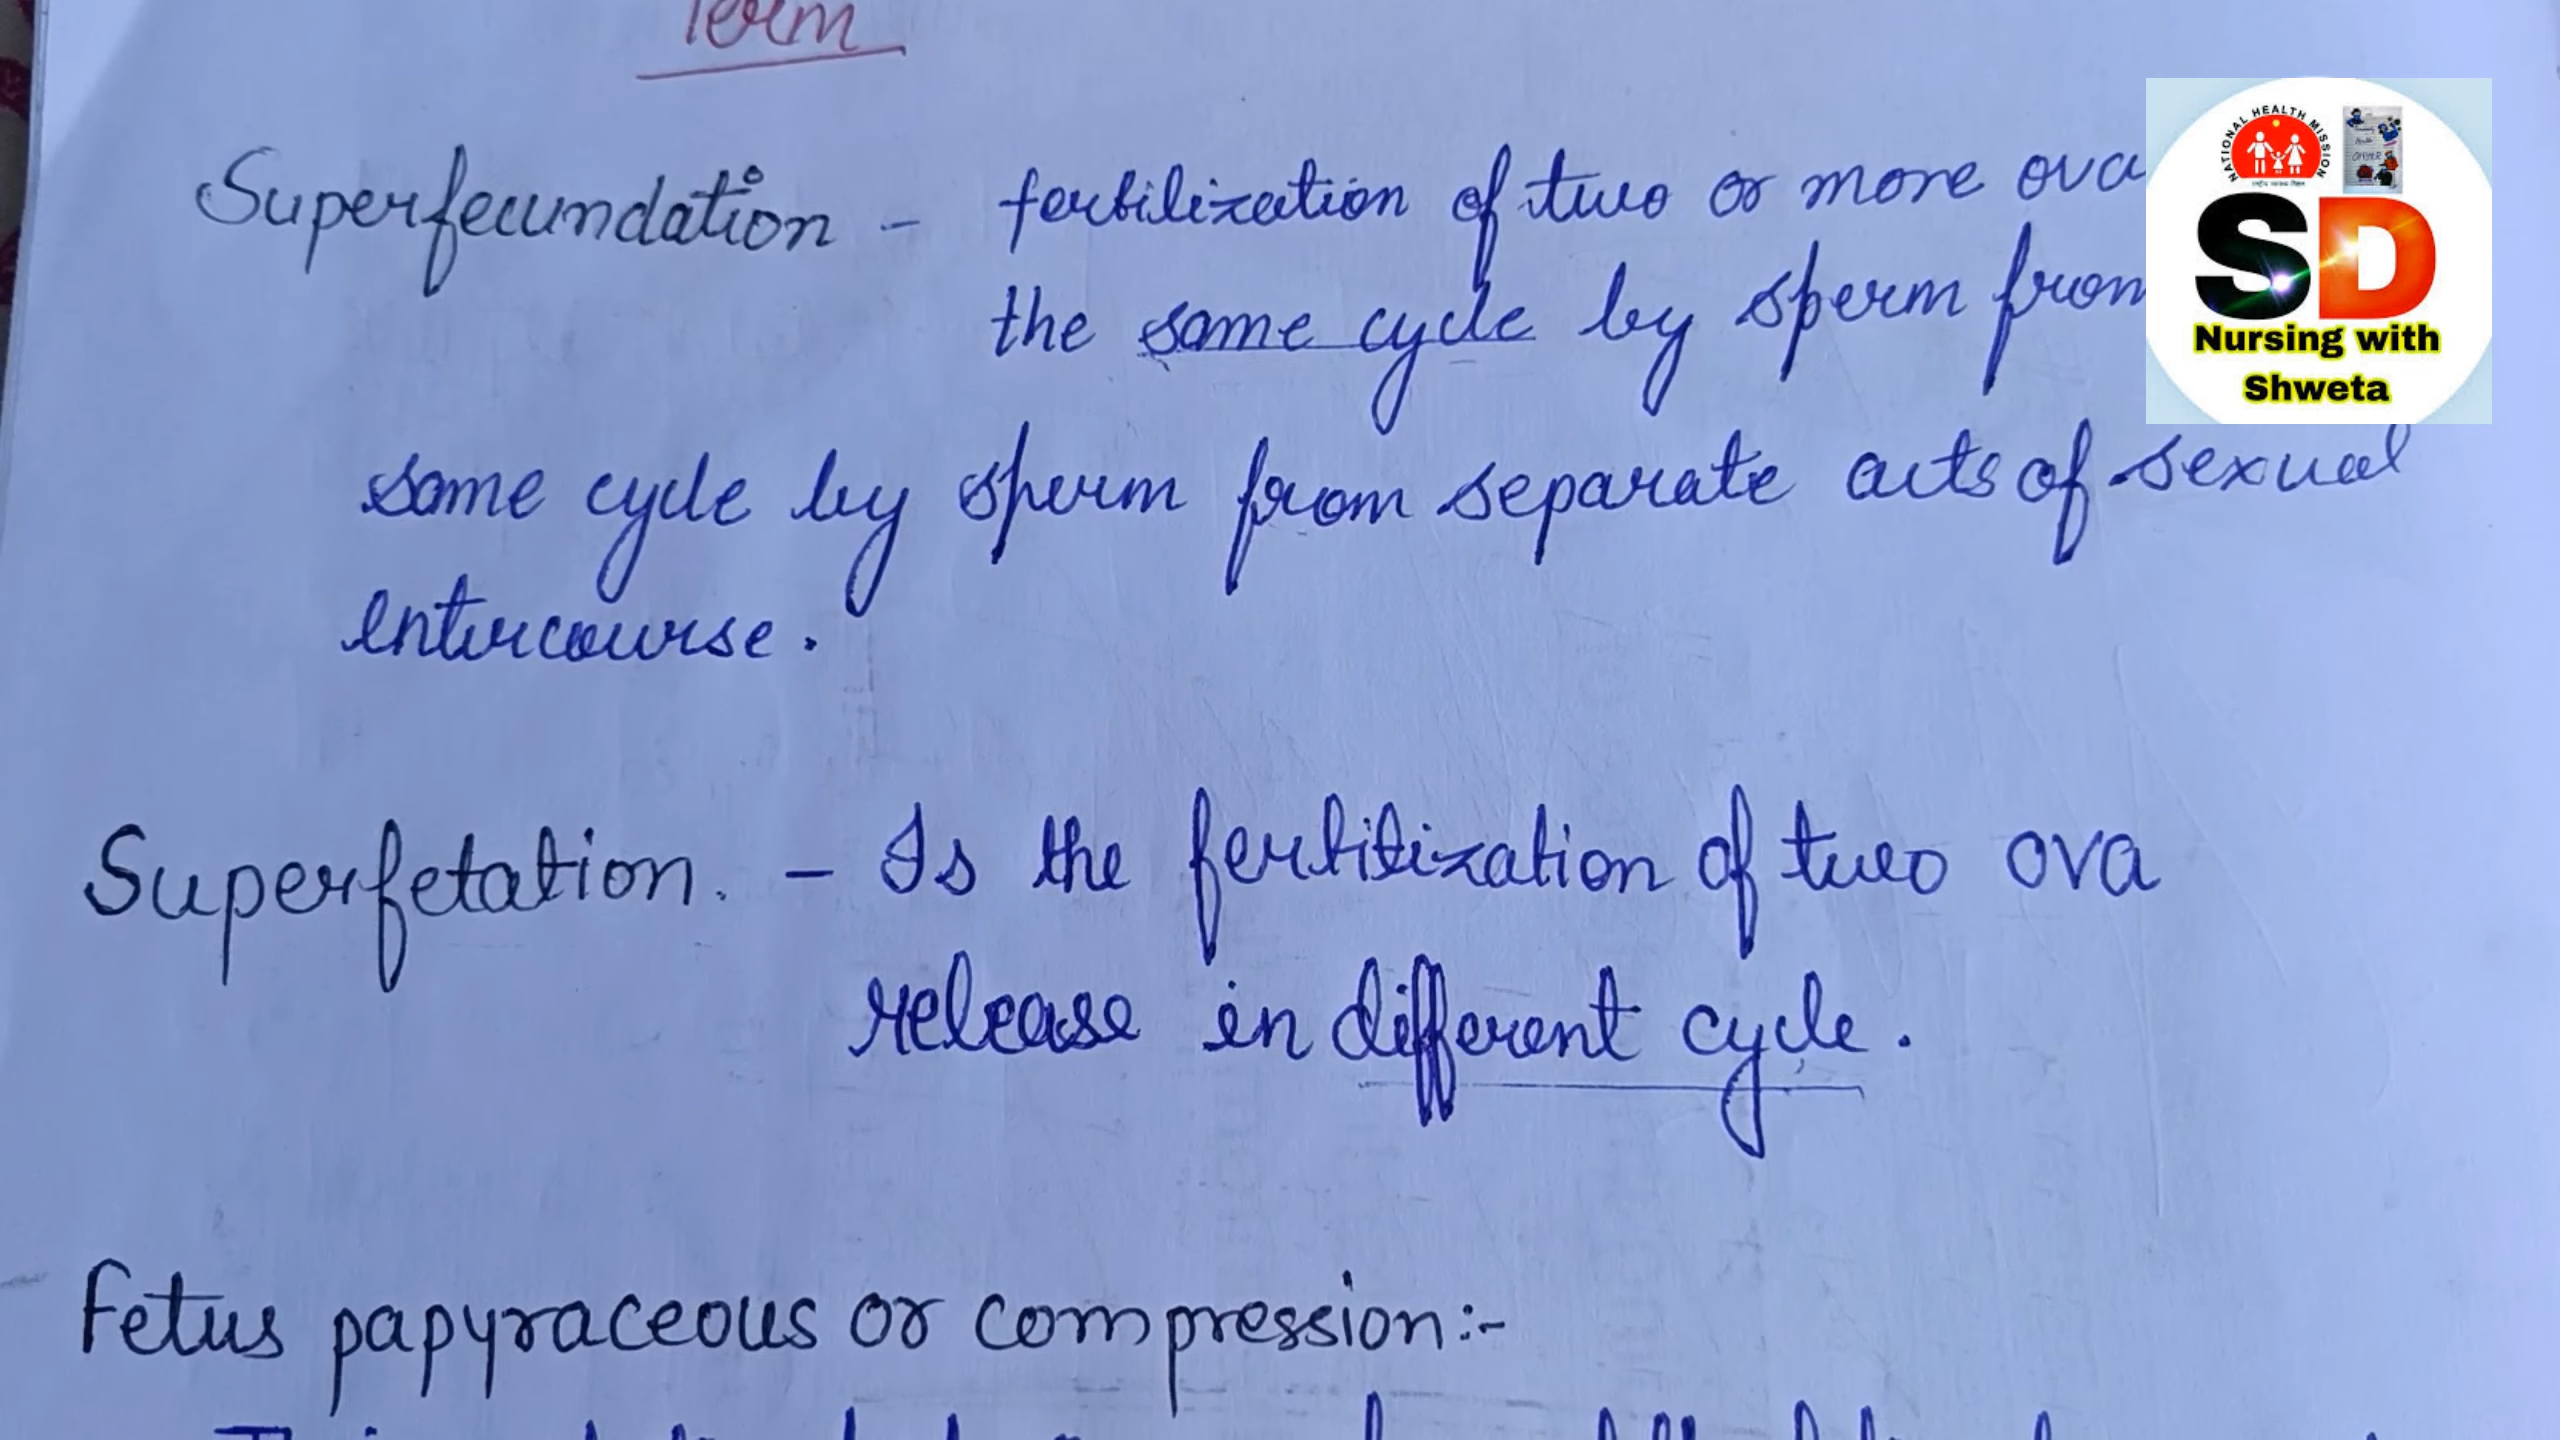 Term
Superfecundation - fertilization of two or more ova
the same cycle by sperm from
same cycle by sperm from separate acts of sexual
intercourse.
Superfetation. - Is the fertilization of two ova
release in different cycle.
Fetus papyraceous or compression:-
NATIONAL HEALTH MISSION
SD
Nursing with
Shweta